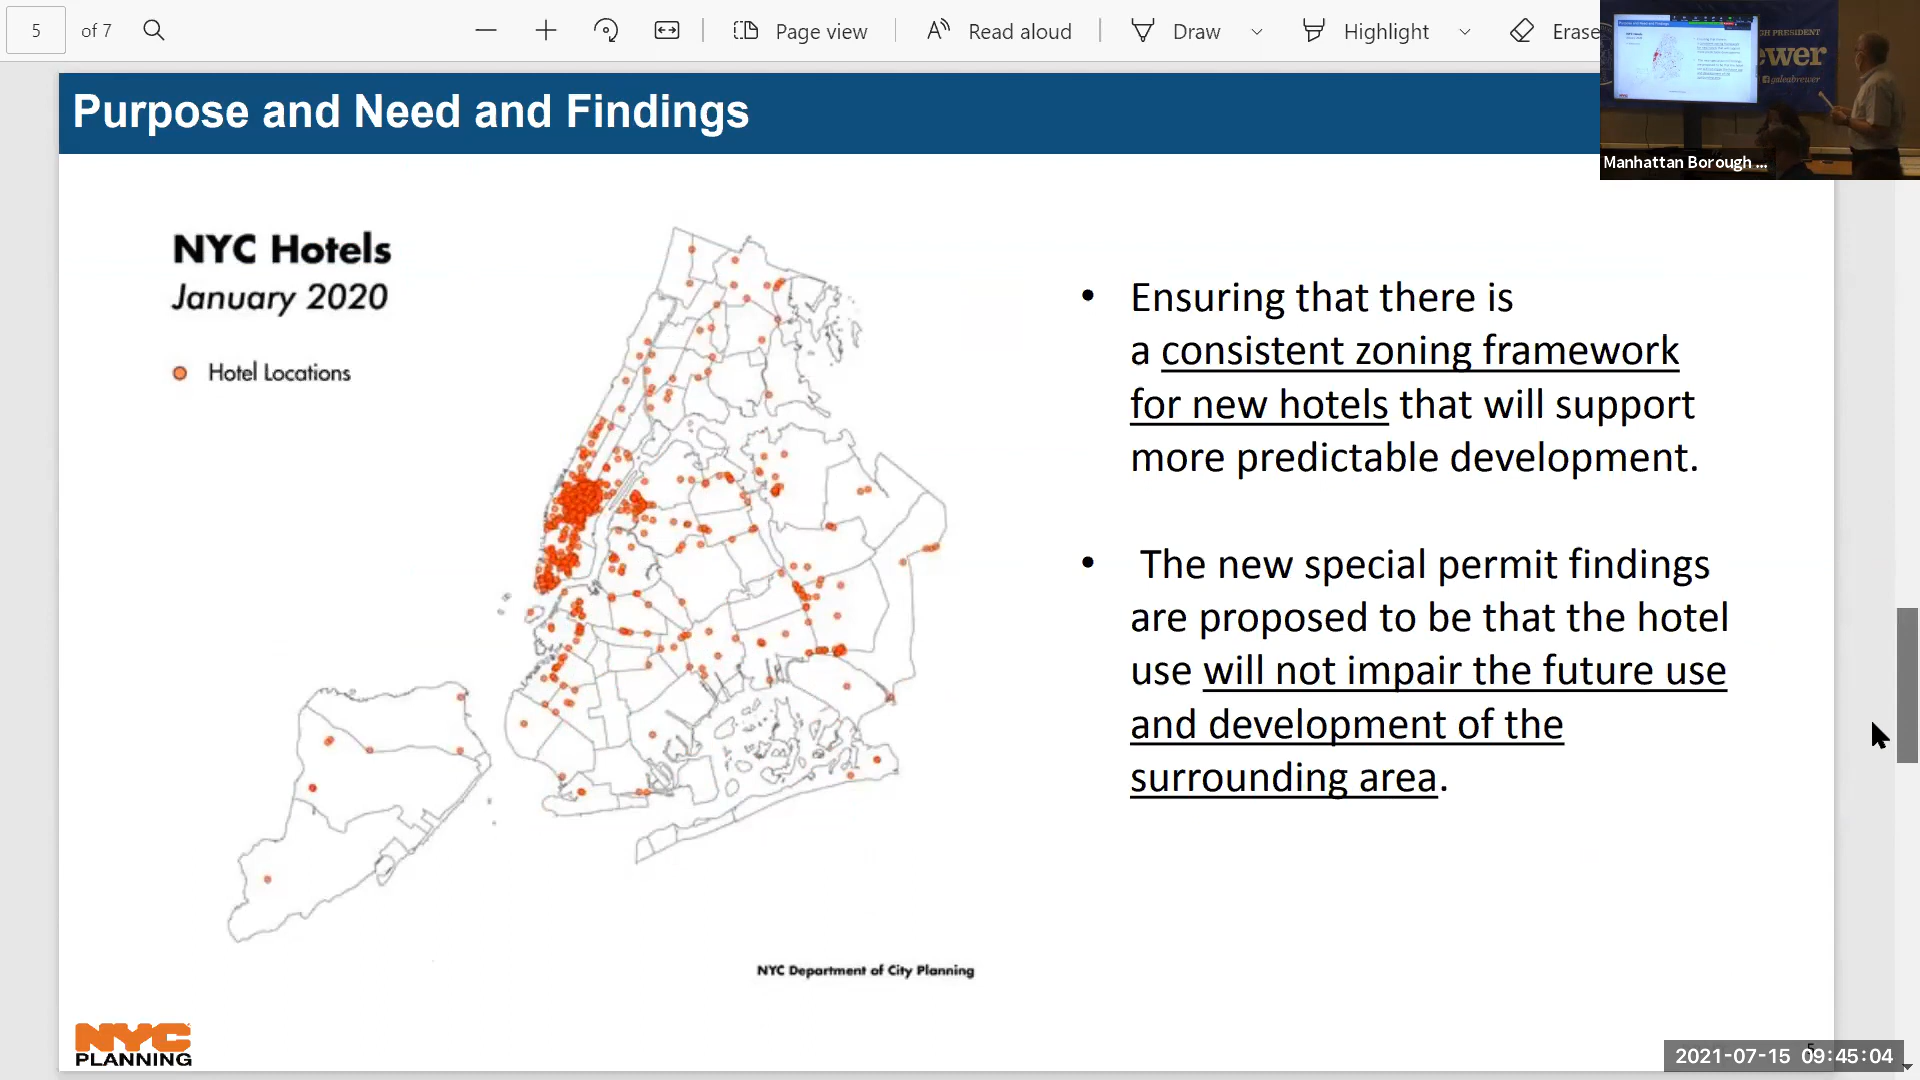 5 of 7 Page view Read aloud Draw Highlight Erase
Purpose and Need and Findings
H PRESIDENT
ewer
galeabrewer
Manhattan Borough ...
NYC Hotels
January 2020
Hotel Locations
• Ensuring that there is
a consistent zoning framework
for new hotels that will support
more predictable development.
• The new special permit findings
are proposed to be that the hotel
use will not impair the future use
and development of the
surrounding area.
NYC Department of City Planning
NYC
PLANNING
5
2021-07-15 09:45:04